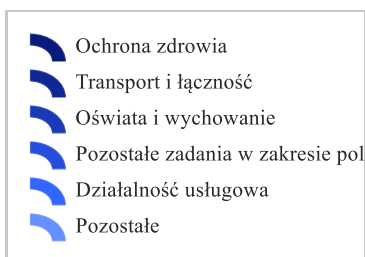 Ochrona zdrowia
Transport i łączność
Oświata i wychowanie
Pozostałe zadania w zakresie pol
Działalność usługowa
Pozostałe